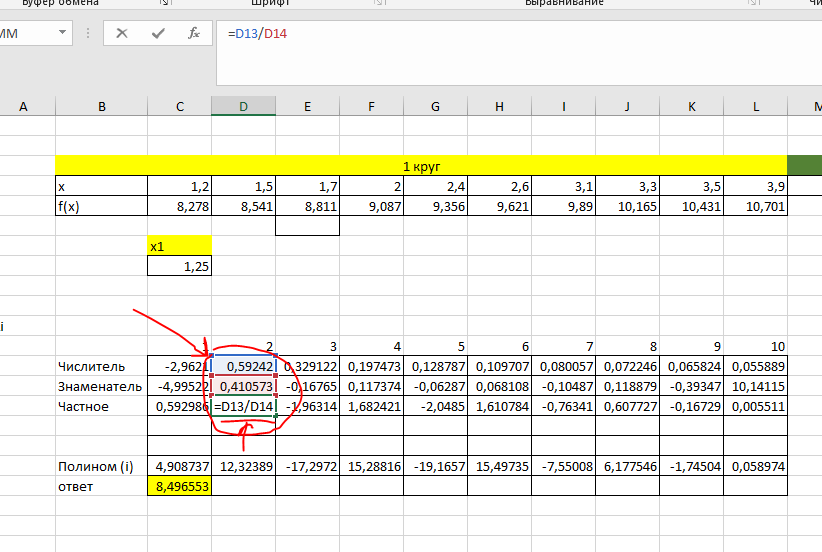 Буфер обмена Шрифт Выравнивание
=D13/D14
A B C D E F G H I J K L M
1 круг
x 1,2 1,5 1,7 2 2,4 2,6 3,1 3,3 3,5 3,9
f(x) 8,278 8,541 8,811 9,087 9,356 9,621 9,89 10,165 10,431 10,701
x1
1,25
i
1 2 3 4 5 6 7 8 9 10
Числитель -2,9621 0,59242 0,329122 0,197473 0,128787 0,109707 0,080057 0,072246 0,065824 0,055889
Знаменатель -4,99522 0,410573 -0,16765 0,117374 -0,06287 0,068108 -0,10487 0,118879 -0,39347 10,14115
Частное 0,592986 =D13/D14 -1,96314 1,682421 -2,0485 1,610784 -0,76341 0,607727 -0,16729 0,005511
Полином (i) 4,908737 12,32389 -17,2972 15,28816 -19,1657 15,49735 -7,55008 6,177546 -1,74504 0,058974
ответ 8,496553